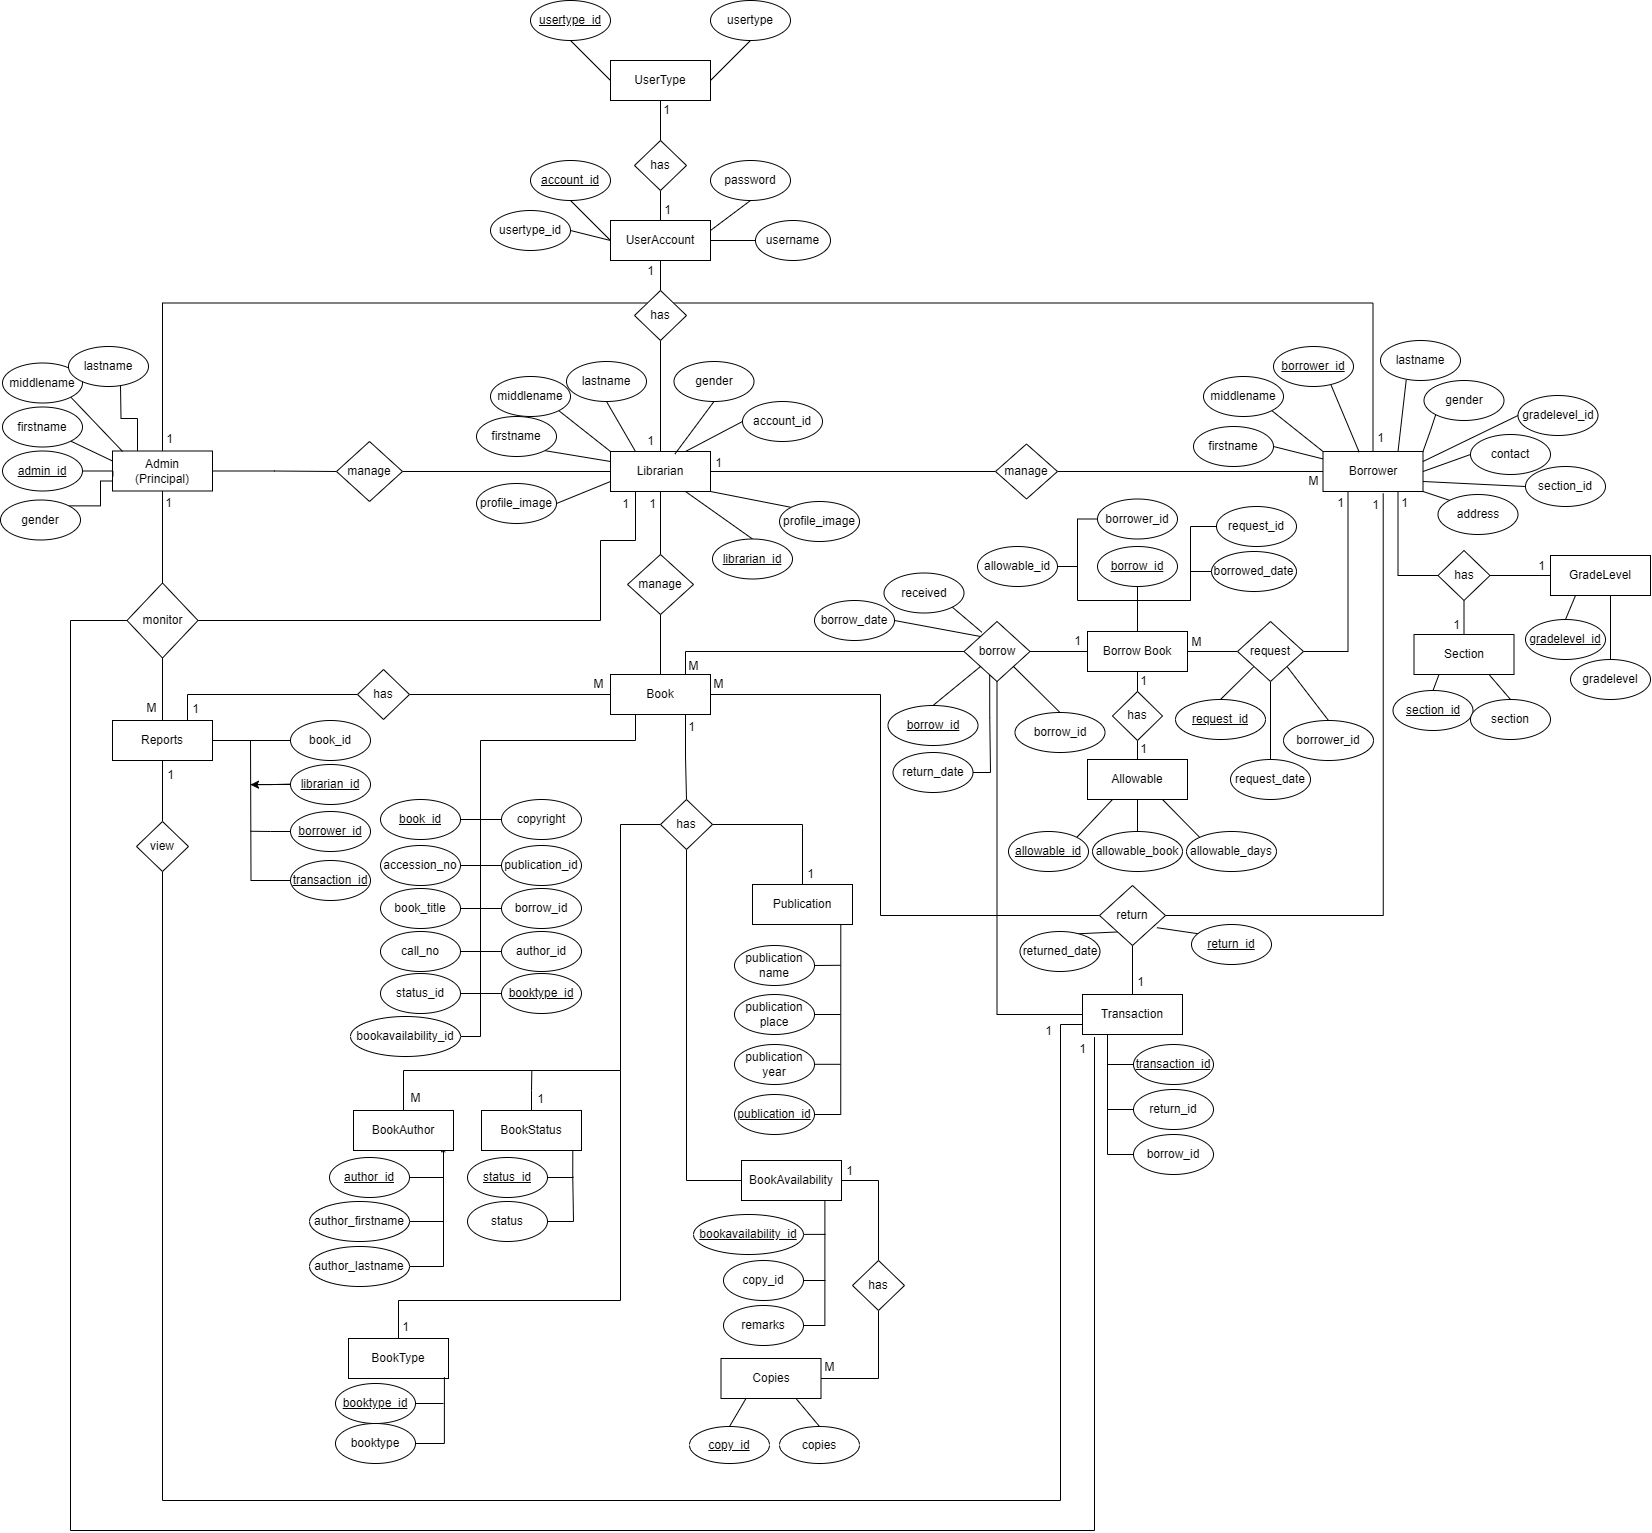 usertype_id
usertype
UserType
1
has
account_id
password
1
usertype_id
UserAccount
username
1
has
lastname
middlename
firstname
admin_id
gender
1
Admin
(Principal)
1
manage
middlename
lastname
gender
firstname
account_id
1
Librarian
1
profile_image
profile_image
librarian_id
1
1
manage
manage
borrower_id
lastname
middlename
gender
gradelevel_id
firstname
contact
1
Borrower
M
section_id
address
1
1
1
has
1
GradeLevel
1
Section
gradelevel_id
gradelevel
section_id
section
borrower_id
request_id
allowable_id
borrow_id
borrowed_date
received
borrow_date
monitor
borrow
1
Borrow Book
M
request
M
Book
M
M
has
1
M
Reports
1
1
1
has
1
borrow_id
borrow_id
return_date
request_id
borrower_id
request_date
Allowable
allowable_id
allowable_book
allowable_days
book_id
librarian_id
borrower_id
transaction_id
view
book_id
copyright
accession_no
publication_id
book_title
borrow_id
call_no
author_id
status_id
booktype_id
bookavailability_id
has
1
Publication
publication
name
publication
place
publication
year
publication_id
return
returned_date
return_id
1
Transaction
1
1
transaction_id
return_id
borrow_id
M
BookAuthor
1
BookStatus
author_id
status_id
author_firstname
status
author_lastname
BookAvailability
1
bookavailability_id
copy_id
remarks
has
1
BookType
booktype_id
booktype
Copies
M
copy_id
copies